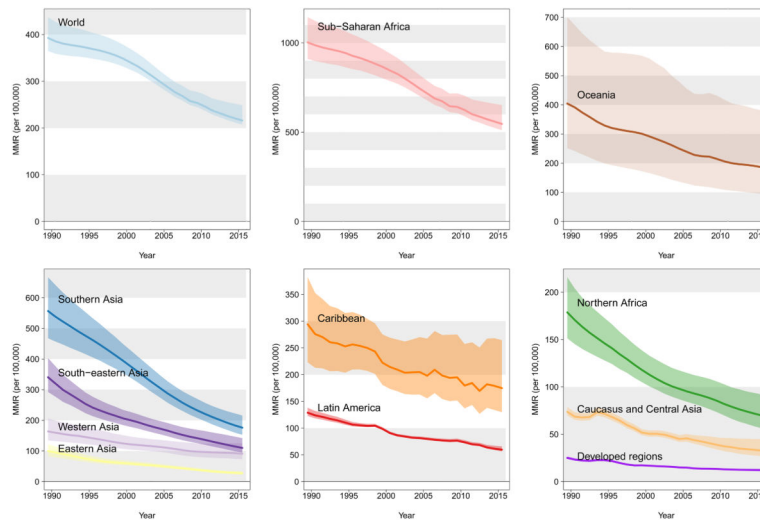 World
MMR (per 100,000)
400
300
200
100
0
1990 1995 2000 2005 2010 2015
Year
Sub-Saharan Africa
MMR (per 100,000)
1000
500
0
1990 1995 2000 2005 2010 2015
Year
Oceania
MMR (per 100,000)
700
600
500
400
300
200
100
0
1990 1995 2000 2005 2010 2015
Year
Southern Asia
South-eastern Asia
Western Asia
Eastern Asia
MMR (per 100,000)
600
500
400
300
200
100
0
1990 1995 2000 2005 2010 2015
Year
Caribbean
Latin America
MMR (per 100,000)
350
300
250
200
150
100
50
0
1990 1995 2000 2005 2010 2015
Year
Northern Africa
Caucasus and Central Asia
Developed regions
MMR (per 100,000)
200
150
100
50
0
1990 1995 2000 2005 2010 2015
Year